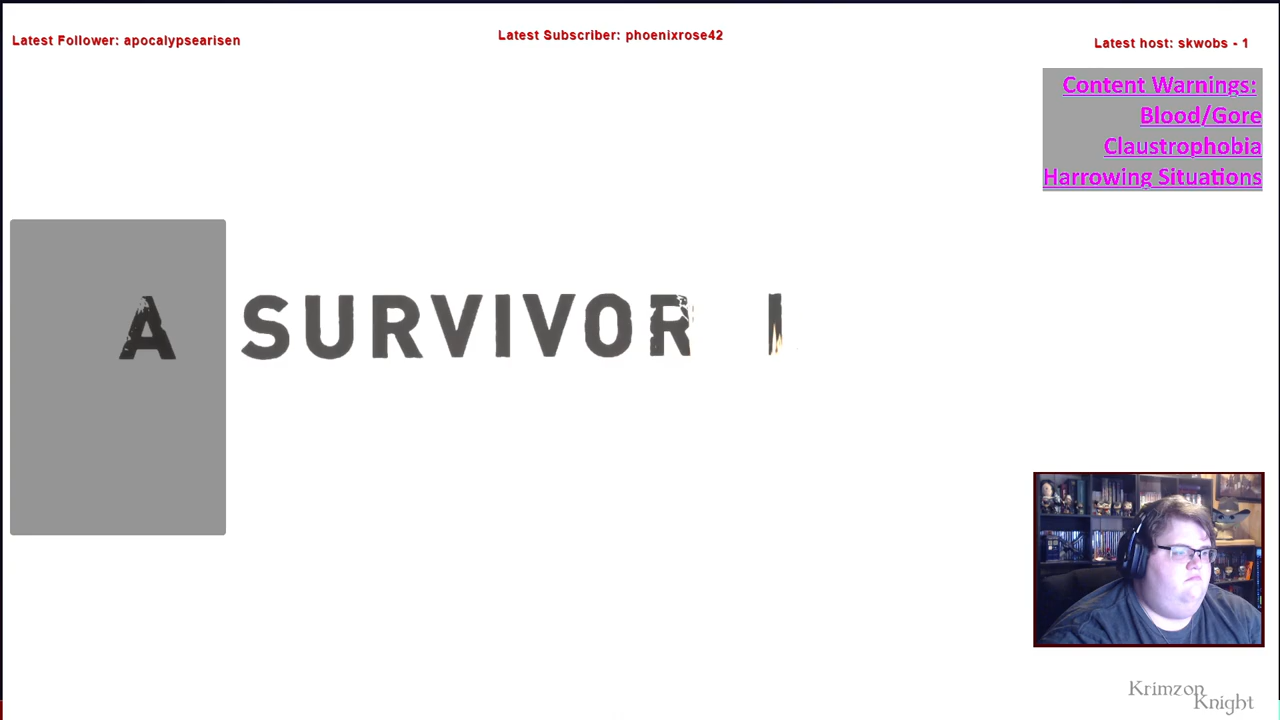 Latest Follower: apocalypsearisen
Latest Subscriber: phoenixrose42
Latest host: skwobs - 1
Content Warnings:
Blood/Gore
Claustrophobia
Harrowing Situations
A SURVIVOR I
Krimzon
Knight